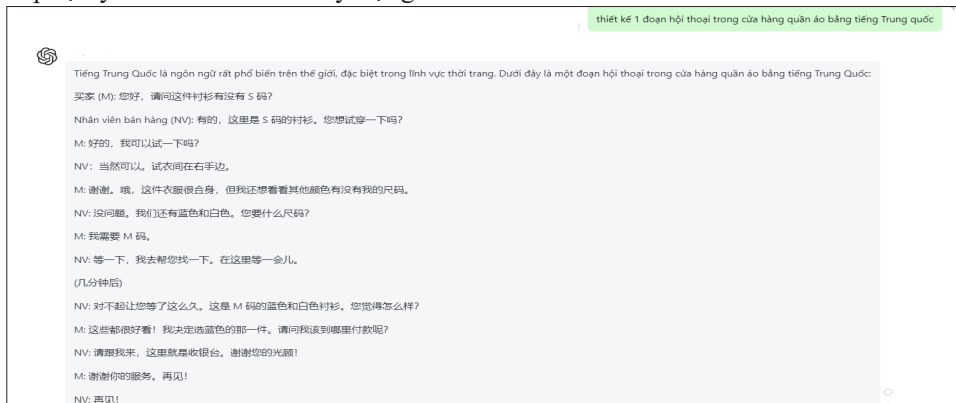 thiết kế 1 đoạn hội thoại trong cửa hàng quần áo bằng tiếng Trung quốc
Tiếng Trung Quốc là ngôn ngữ rất phổ biến trên thế giới, đặc biệt trong lĩnh vực thời trang. Dưới đây là một đoạn hội thoại trong cửa hàng quần áo bằng tiếng Trung Quốc:
买家 (M): 您好，请问这件衬衫有没有 S 码?
Nhân viên bán hàng (NV): 有的，这里是 S 码的衬衫。您想试穿一下吗?
M: 好的，我可以试一下吗?
NV：当然可以。试衣间在右手边。
M: 谢谢。哦，这件衣服很合身，但我还想看看其他颜色有没有我的尺码。
NV: 没问题。我们还有蓝色和白色。您要什么尺码?
M: 我需要 M 码。
NV: 等一下，我去帮您找一下。在这里等一会儿。
(几分钟后)
NV: 对不起让您等了这么久。这是 M 码的蓝色和白色衬衫。您觉得怎么样?
M: 这些都很好看！我决定选蓝色的那一件。请问我该到哪里付款呢?
NV: 请跟我来，这里就是收银台。谢谢您的光顾！
M: 谢谢你的服务。再见！
NV: 再见！